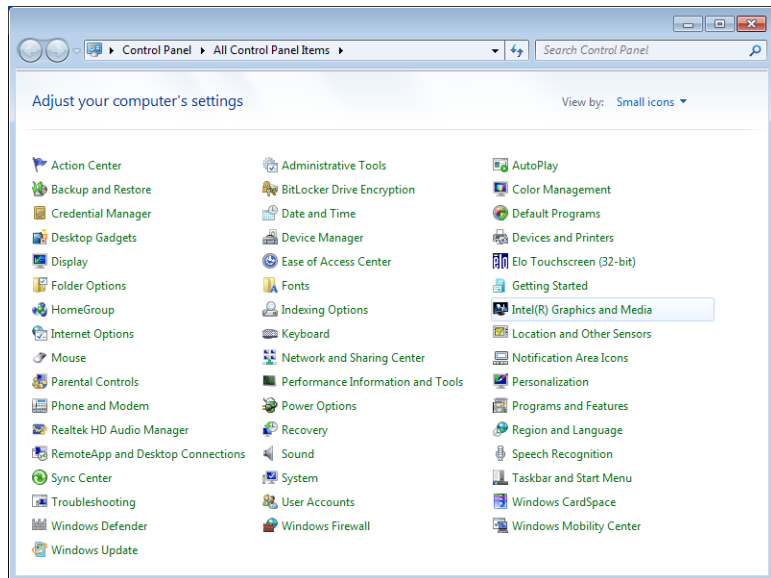 Control Panel All Control Panel Items Search Control Panel
Adjust your computer's settings View by: Small icons
Action Center Administrative Tools AutoPlay
Backup and Restore BitLocker Drive Encryption Color Management
Credential Manager Date and Time Default Programs
Desktop Gadgets Device Manager Devices and Printers
Display Ease of Access Center elo Elo Touchscreen (32-bit)
Folder Options Fonts Getting Started
HomeGroup Indexing Options Intel(R) Graphics and Media
Internet Options Keyboard Location and Other Sensors
Mouse Network and Sharing Center Notification Area Icons
Parental Controls Performance Information and Tools Personalization
Phone and Modem Power Options Programs and Features
Realtek HD Audio Manager Recovery Region and Language
RemoteApp and Desktop Connections Sound Speech Recognition
Sync Center System Taskbar and Start Menu
Troubleshooting User Accounts Windows CardSpace
Windows Defender Windows Firewall Windows Mobility Center
Windows Update